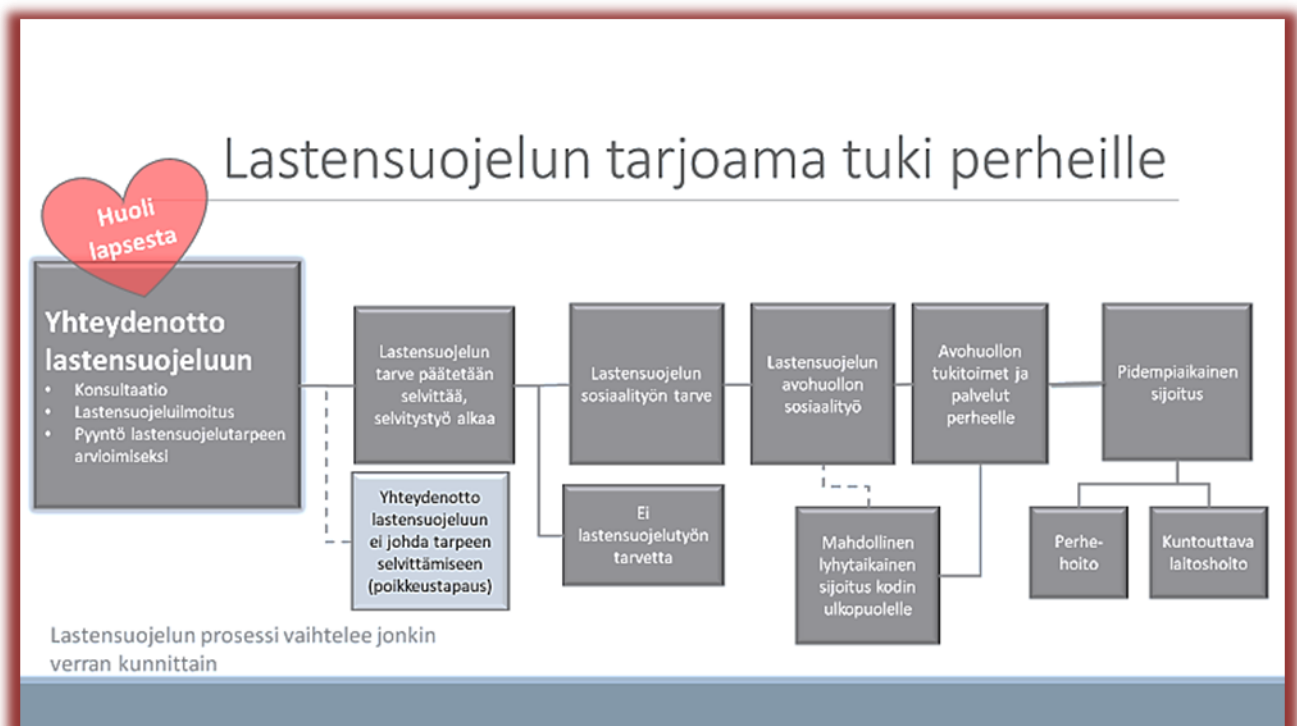 Lastensuojelun tarjoama tuki perheille
Huoli
lapsesta
Yhteydenotto
lastensuojeluun
• Konsultaatio
• Lastensuojeluilmoitus
• Pyyntö lastensuojelutarpeen
arvioimiseksi
Lastensuojelun
tarve päätetään
selvittää,
selvitystyö alkaa
Yhteydenotto
lastensuojeluun
ei johda tarpeen
selvittämiseen
(poikkeustapaus)
Lastensuojelun
sosiaalityön tarve
Ei
lastensuojelutyön
tarvetta
Lastensuojelun
avohuollon
sosiaalityö
Mahdollinen
lyhytaikainen
sijoitus kodin
ulkopuolelle
Avohuollon
tukitoimet ja
palvelut
perheelle
Pidempiaikainen
sijoitus
Perhe-
hoito
Kuntouttava
laitoshoito
Lastensuojelun prosessi vaihtelee jonkin
verran kunnittain